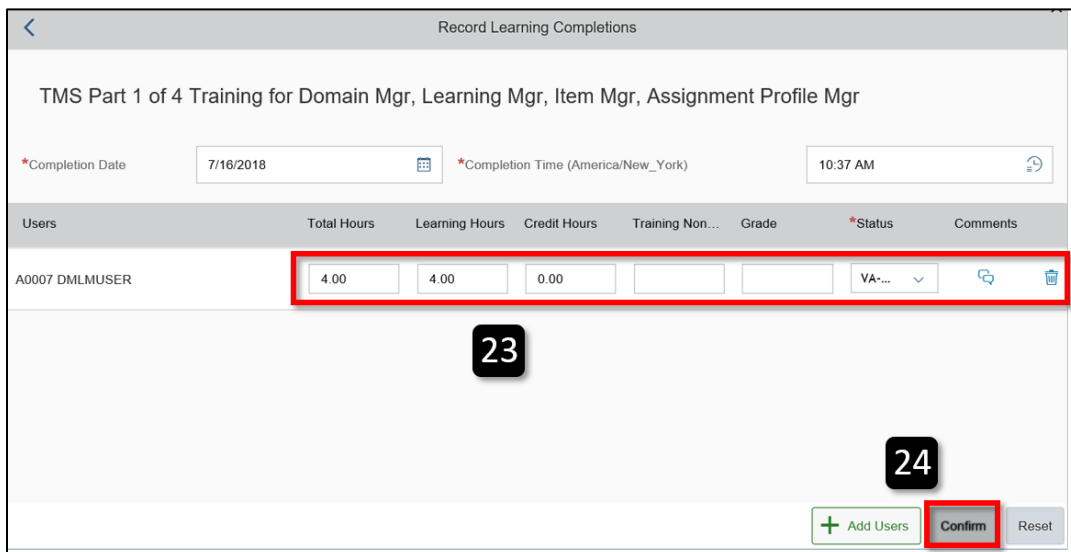 Record Learning Completions
TMS Part 1 of 4 Training for Domain Mgr, Learning Mgr, Item Mgr, Assignment Profile Mgr
*Completion Date 7/16/2018 *Completion Time (America/New_York) 10:37 AM
Users Total Hours Learning Hours Credit Hours Training Non... Grade *Status Comments
A0007 DMLMUSER 4.00 4.00 0.00 VA-...
23
24
+ Add Users Confirm Reset